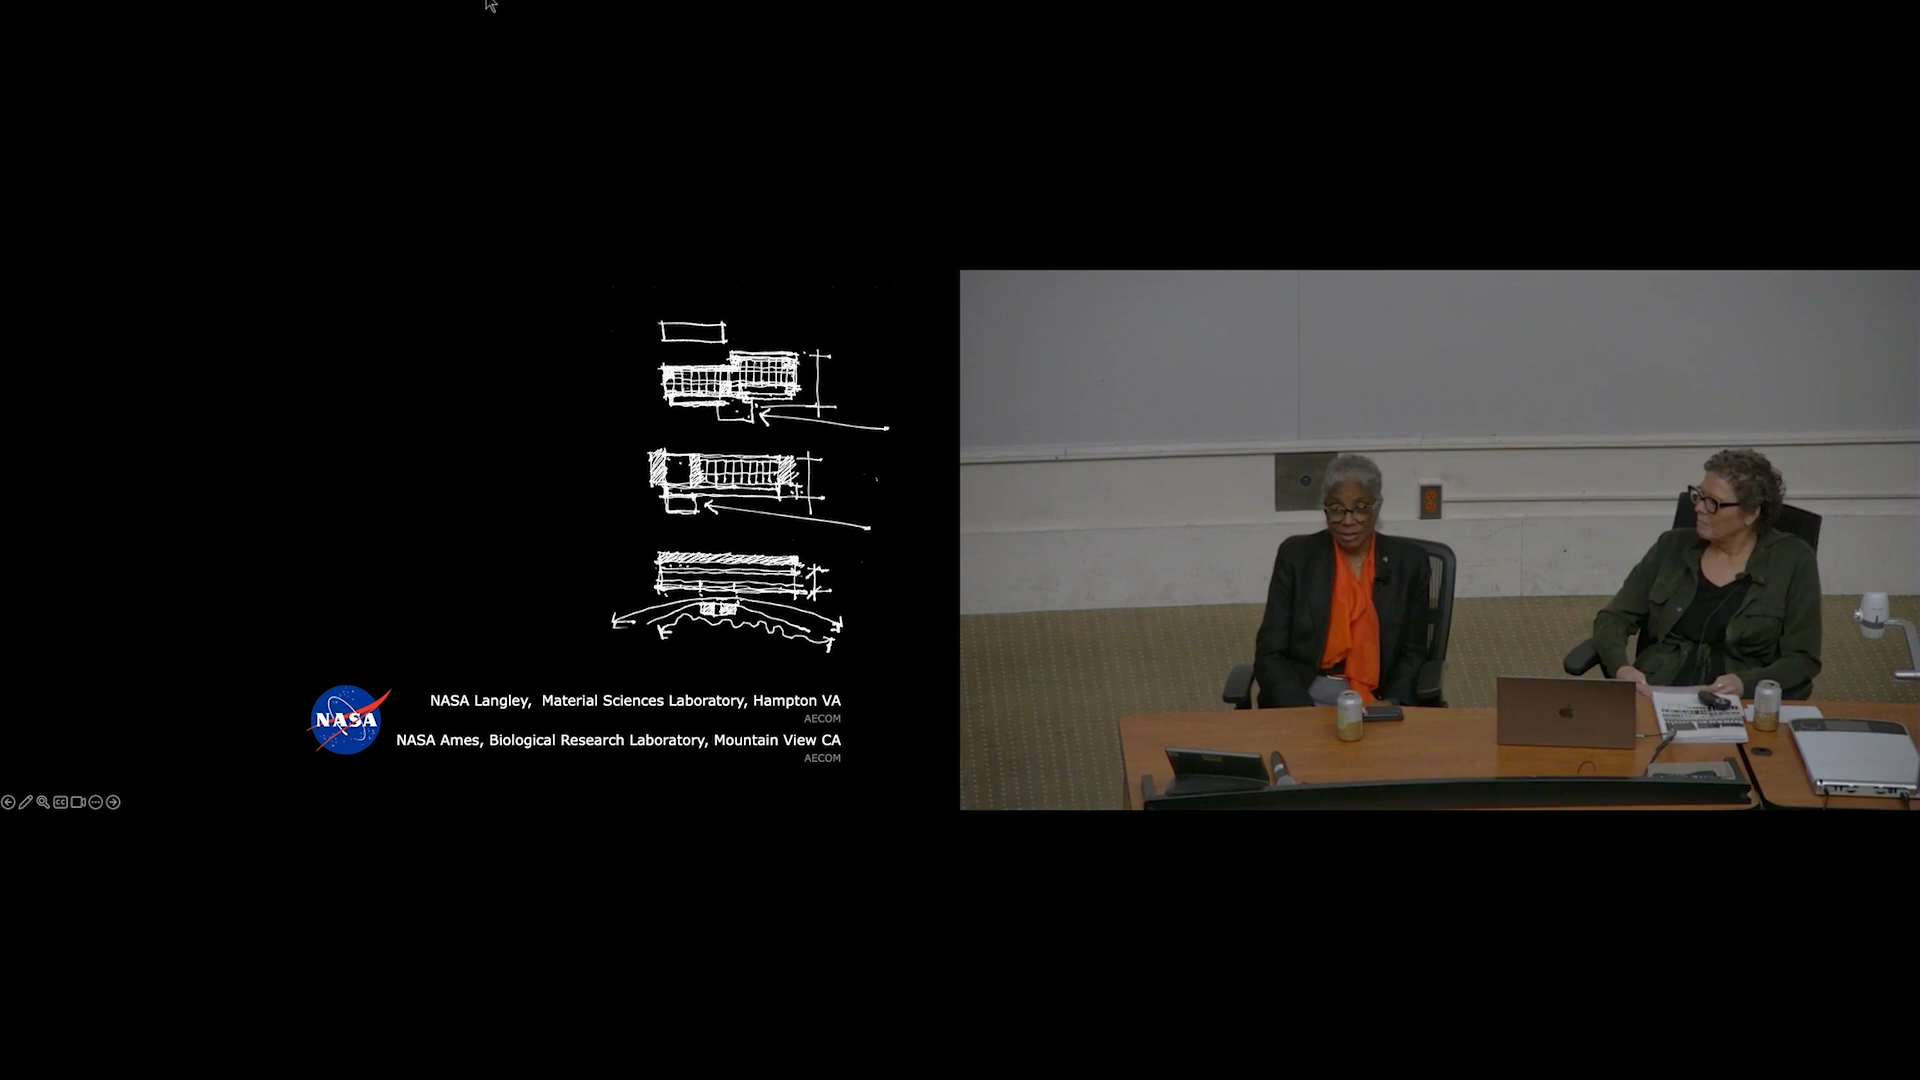 NASA
NASA Langley, Material Sciences Laboratory, Hampton VA
AECOM
NASA Ames, Biological Research Laboratory, Mountain View CA
AECOM